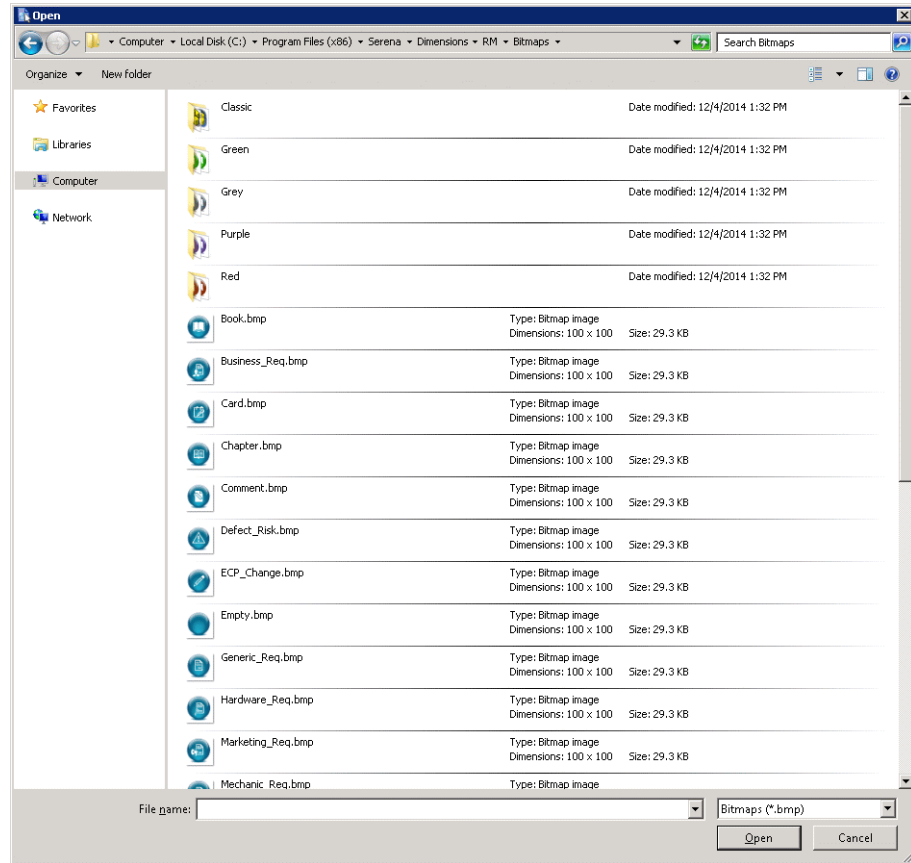 Open
Computer Local Disk (C:) Program Files (x86) Serena Dimensions RM Bitmaps Search Bitmaps
Organize New folder
Favorites
Libraries
Computer
Network
Classic Date modified: 12/4/2014 1:32 PM
Green Date modified: 12/4/2014 1:32 PM
Grey Date modified: 12/4/2014 1:32 PM
Purple Date modified: 12/4/2014 1:32 PM
Red Date modified: 12/4/2014 1:32 PM
Book.bmp Type: Bitmap image
Dimensions: 100 x 100 Size: 29.3 KB
Business_Req.bmp Type: Bitmap image
Dimensions: 100 x 100 Size: 29.3 KB
Card.bmp Type: Bitmap image
Dimensions: 100 x 100 Size: 29.3 KB
Chapter.bmp Type: Bitmap image
Dimensions: 100 x 100 Size: 29.3 KB
Comment.bmp Type: Bitmap image
Dimensions: 100 x 100 Size: 29.3 KB
Defect_Risk.bmp Type: Bitmap image
Dimensions: 100 x 100 Size: 29.3 KB
ECP_Change.bmp Type: Bitmap image
Dimensions: 100 x 100 Size: 29.3 KB
Empty.bmp Type: Bitmap image
Dimensions: 100 x 100 Size: 29.3 KB
Generic_Req.bmp Type: Bitmap image
Dimensions: 100 x 100 Size: 29.3 KB
Hardware_Req.bmp Type: Bitmap image
Dimensions: 100 x 100 Size: 29.3 KB
Marketing_Req.bmp Type: Bitmap image
Dimensions: 100 x 100 Size: 29.3 KB
Mechanic_Req.bmp Type: Bitmap image
File name: Bitmaps (*.bmp)
Open Cancel